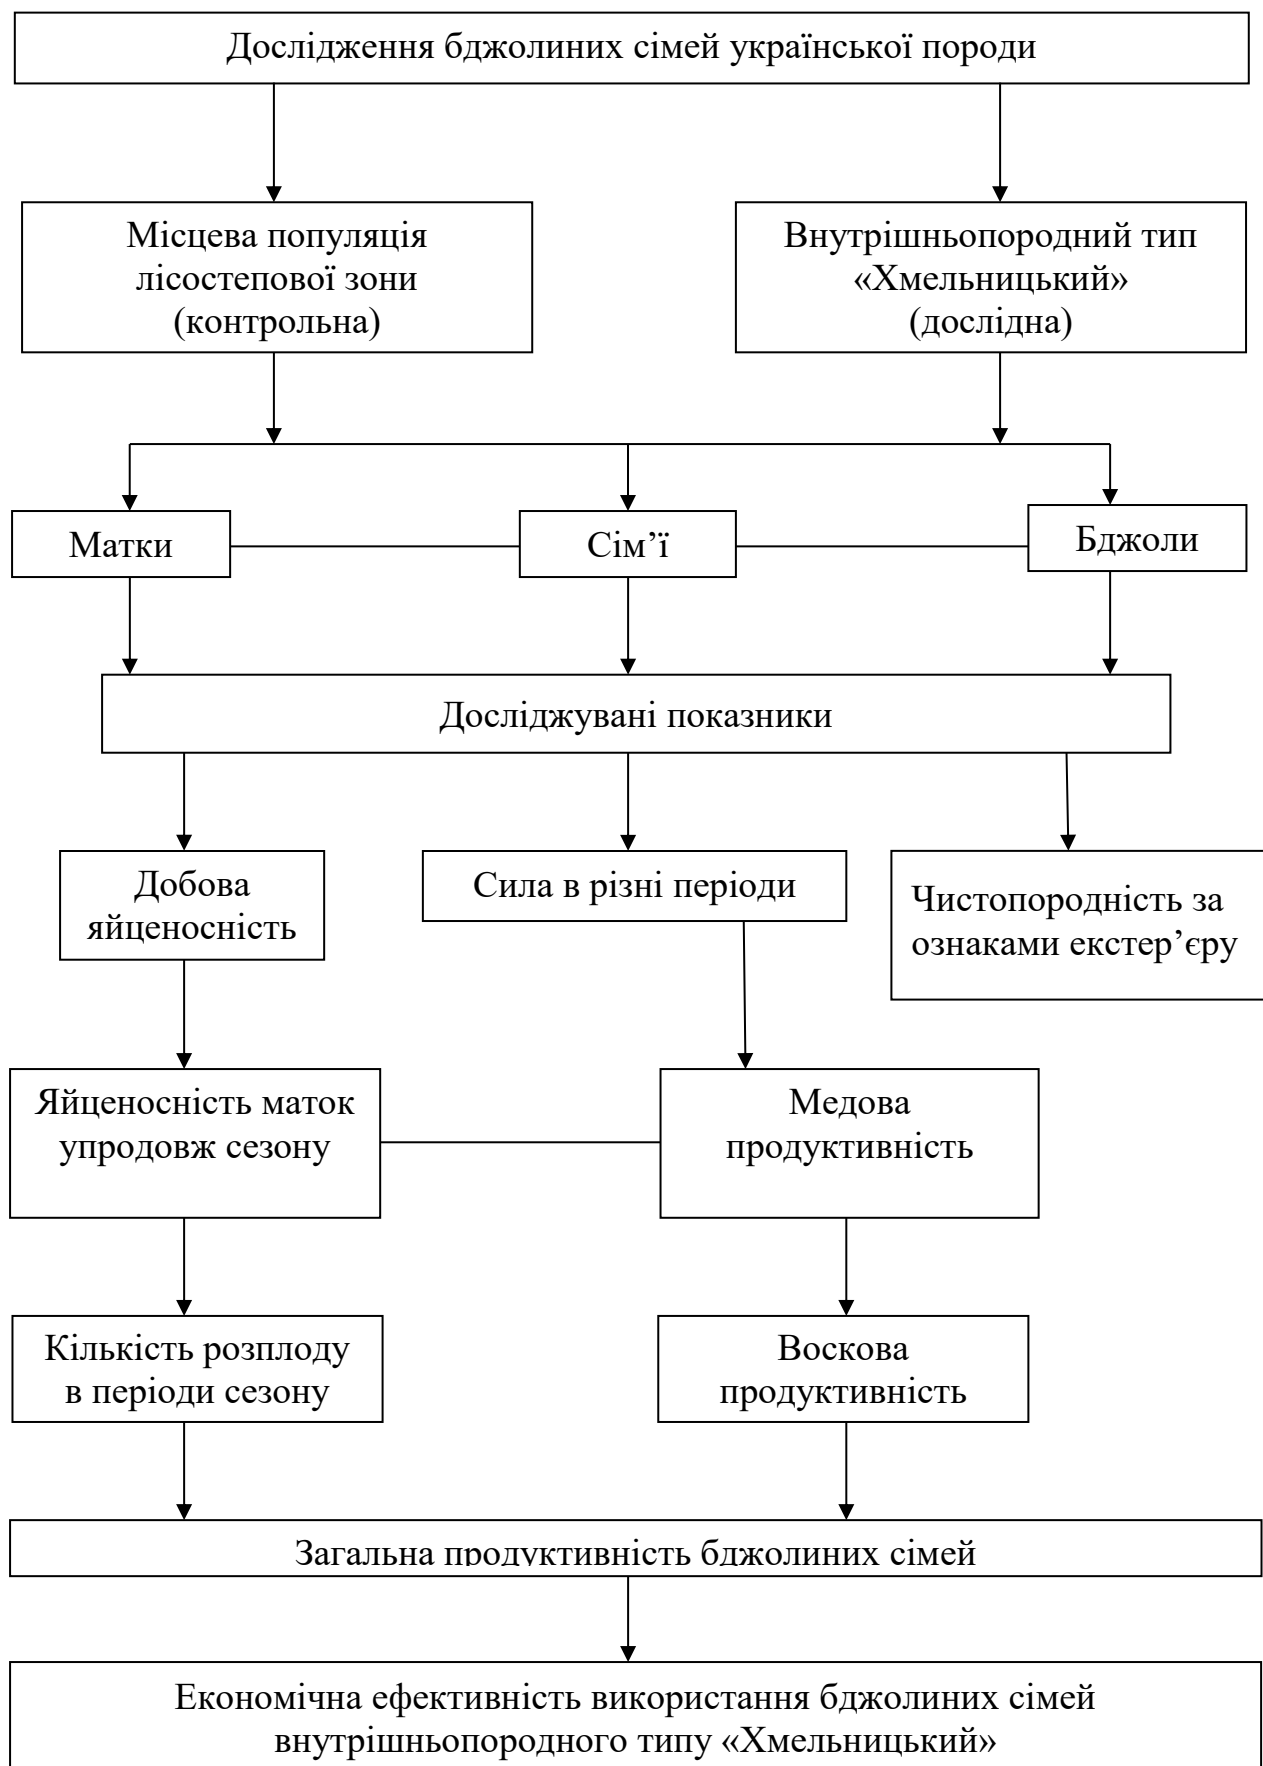 Дослідження бджолиних сімей української породи
Місцева популяція
лісостепової зони
(контрольна)
Внутрішньопородний тип
«Хмельницький»
(дослідна)
Матки
Сім’ї
Бджоли
Досліджувані показники
Добова
яйценосність
Сила в різні періоди
Чистопородність за
ознаками екстер’єру
Яйценосність маток
упродовж сезону
Медова
продуктивність
Кількість розплоду
в періоди сезону
Воскова
продуктивність
Загальна продуктивність бджолиних сімей
Економічна ефективність використання бджолиних сімей
внутрішньопородного типу «Хмельницький»